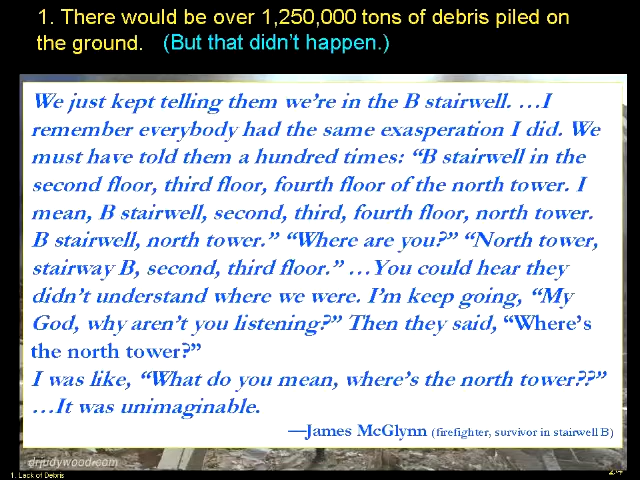 1. There would be over 1,250,000 tons of debris piled on
the ground. (But that didn't happen.)
We just kept telling them we're in the B stairwell. …I
remember everybody had the same exasperation I did. We
must have told them a hundred times: "B stairwell in the
second floor, third floor, fourth floor of the north tower. I
mean, B stairwell, second, third, fourth floor, north tower.
B stairwell, north tower." "Where are you?" "North tower,
stairway B, second, third floor." …You could hear they
didn't understand where we were. I'm keep going, "My
God, why aren't you listening?" Then they said, "Where's
the north tower?"
I was like, "What do you mean, where's the north tower??"
…It was unimaginable.
—James McGlynn (firefighter, survivor in stairwell B)
drjudywood.com
1. Lack of Debris